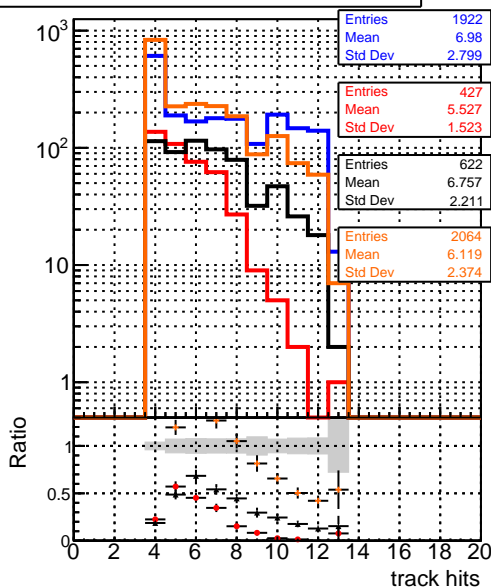 10³
Entries 1922
Mean 6.98
Std Dev 2.799
Entries 427
Mean 5.527
Std Dev 1.523
10²
Entries 622
Mean 6.757
Std Dev 2.211
Entries 2064
Mean 6.119
Std Dev 2.374
10
1
Ratio
1
0.5
0
0 2 4 6 8 10 12 14 16 18 20
track hits